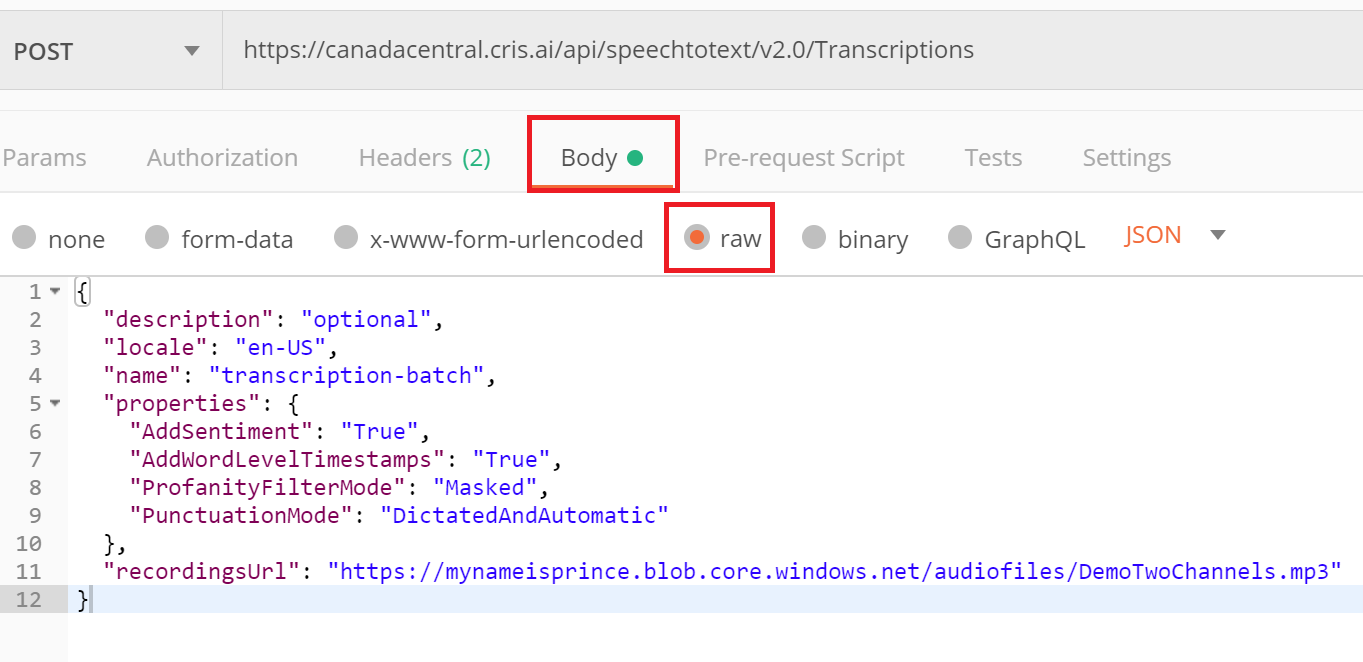 POST https://canadacentral.cris.ai/api/speechtotext/v2.0/Transcriptions
Params Authorization Headers (2) Body Pre-request Script Tests Settings
none form-data x-www-form-urlencoded raw binary GraphQL JSON
1 {
2 "description": "optional",
3 "locale": "en-US",
4 "name": "transcription-batch",
5 "properties": {
6 "AddSentiment": "True",
7 "AddWordLevelTimestamps": "True",
8 "ProfanityFilterMode": "Masked",
9 "PunctuationMode": "DictatedAndAutomatic"
10 },
11 "recordingsUrl": "https://mynameisprince.blob.core.windows.net/audiofiles/DemoTwoChannels.mp3"
12 }